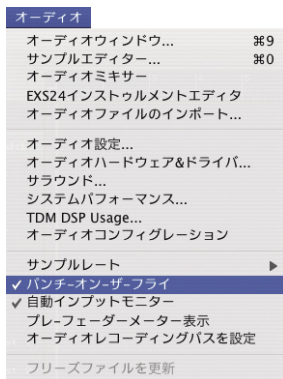 オーディオ
オーディオウィンドウ... ⌘9
サンプルエディター... ⌘0
オーディオミキサー
EXS24インストゥルメントエディタ
オーディオファイルのインポート...
オーディオ設定...
オーディオハードウェア&ドライバ...
サラウンド...
システムパフォーマンス...
TDM DSP Usage...
オーディオコンフィグレーション
サンプルレート ▶
✓ パンチ-オン-ザ-フライ
✓ 自動インプットモニター
プレ-フェーダーメーター表示
オーディオレコーディングパスを設定
フリーズファイルを更新